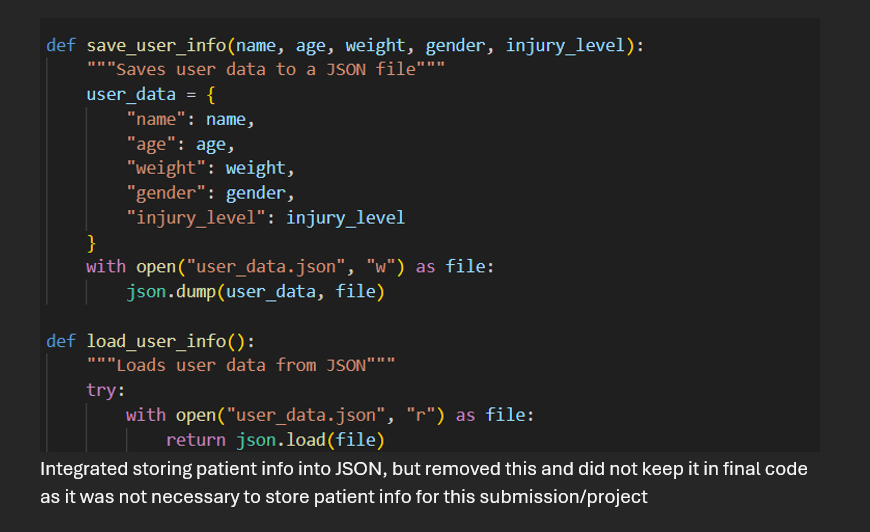 def save_user_info(name, age, weight, gender, injury_level):
    """Saves user data to a JSON file"""
    user_data = {
        "name": name,
        "age": age,
        "weight": weight,
        "gender": gender,
        "injury_level": injury_level
    }
    with open("user_data.json", "w") as file:
        json.dump(user_data, file)
def load_user_info():
    """Loads user data from JSON"""
    try:
        with open("user_data.json", "r") as file:
            return json.load(file)
Integrated storing patient info into JSON, but removed this and did not keep it in final code
as it was not necessary to store patient info for this submission/project